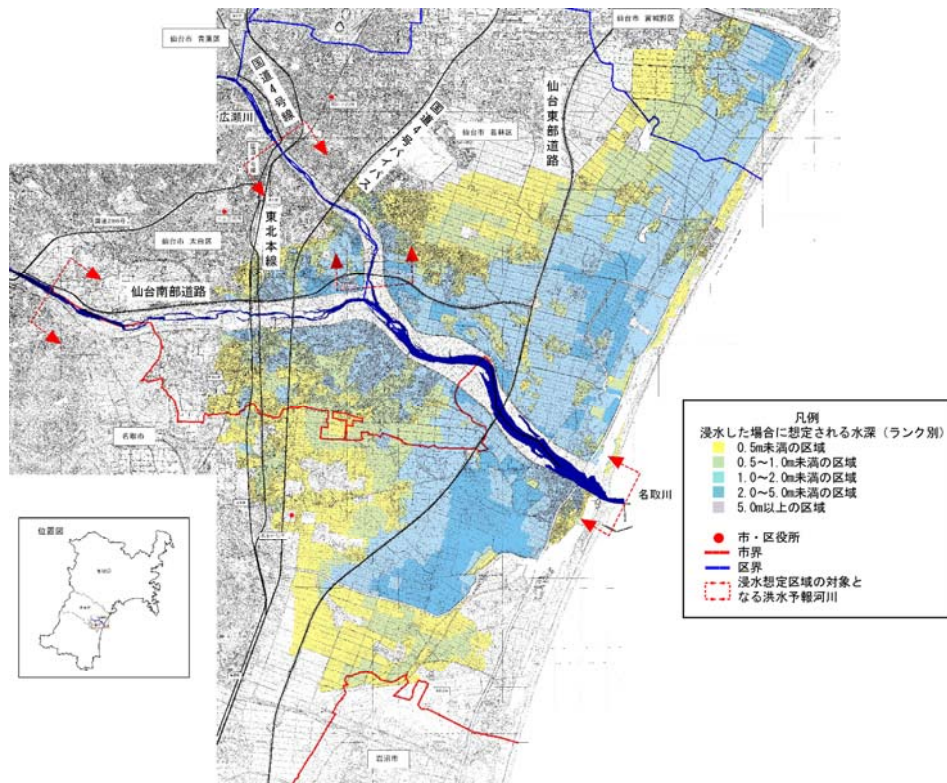 仙台市 青葉区
仙台市 宮城野区
国道4号線
広瀬川
国道4号バイパス
仙台市 若林区
仙台東部道路
東北本線
仙台市 太白区
仙台南部道路
名取市
名取川
岩沼市
位置図
凡例
浸水した場合に想定される水深（ランク別）
0.5m未満の区域
0.5～1.0m未満の区域
1.0～2.0m未満の区域
2.0～5.0m未満の区域
5.0m以上の区域
市・区役所
市界
区界
浸水想定区域の対象と
なる洪水予報河川